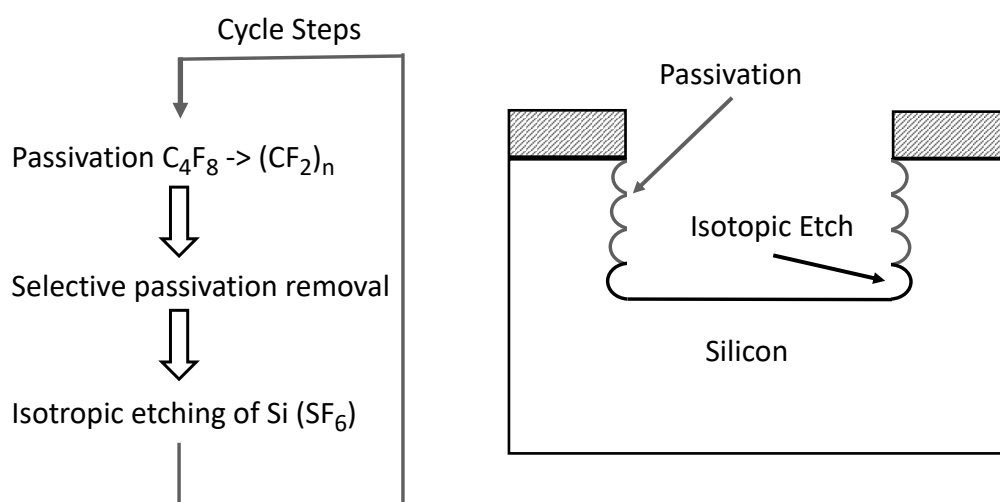 Cycle Steps
Passivation C₄F₈ -> (CF₂)ₙ
Selective passivation removal
Isotropic etching of Si (SF₆)
Passivation
Isotopic Etch
Silicon